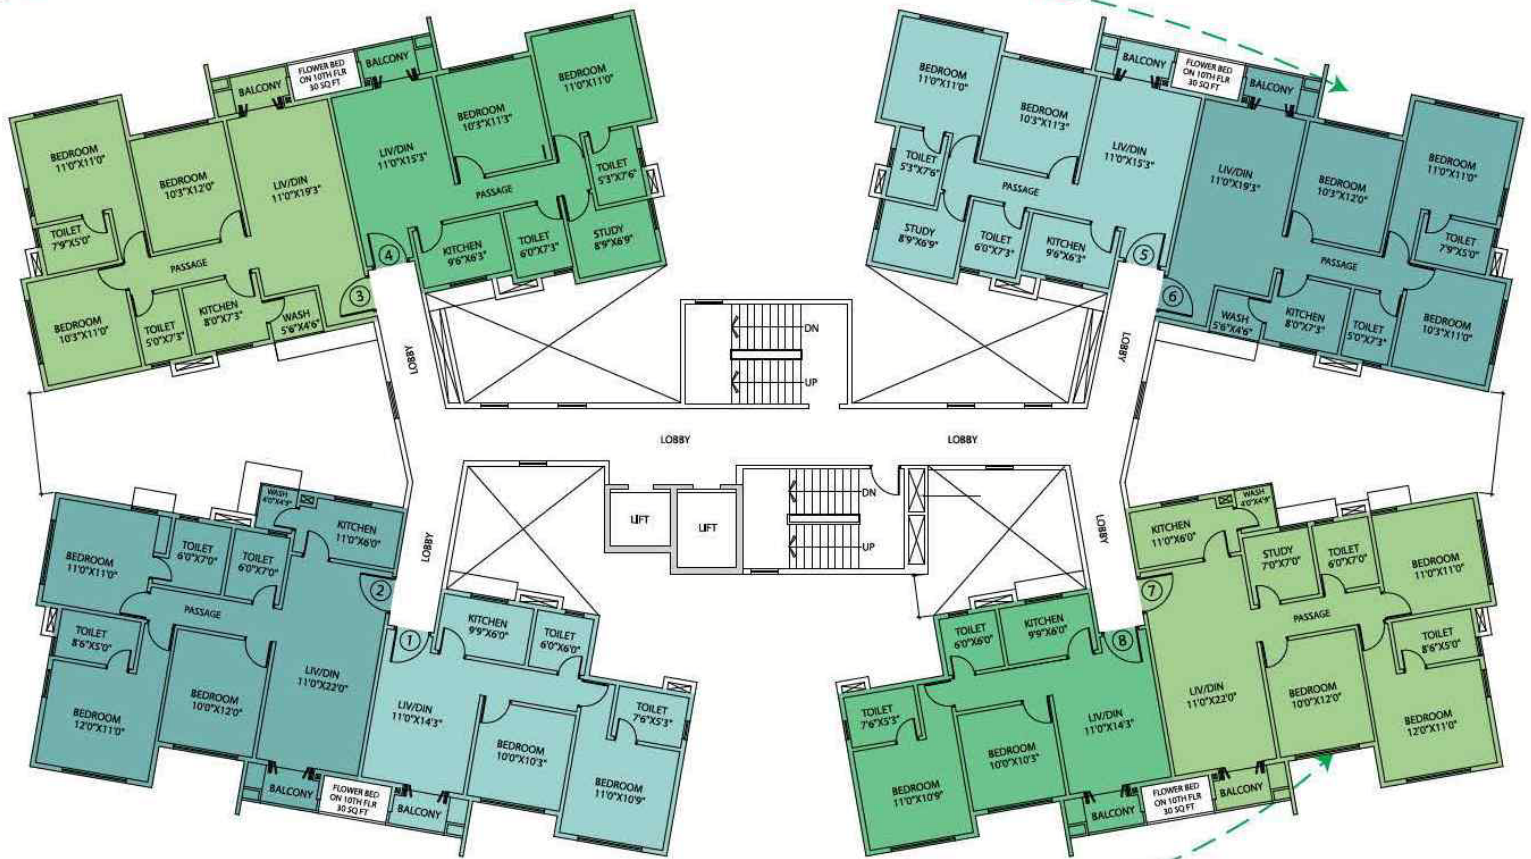 BALCONY
FLOWER BED
ON 10TH FLR
30 SQ FT
BALCONY
BEDROOM
11'0"X11'0"
BEDROOM
10'3"X11'3"
LIV/DIN
11'0"X15'3"
TOILET
5'3"X7'6"
PASSAGE
STUDY
8'9"X6'9"
TOILET
6'0"X7'3"
KITCHEN
9'6"X6'3"
4
BEDROOM
11'0"X11'0"
BEDROOM
10'3"X12'0"
LIV/DIN
11'0"X19'3"
TOILET
7'9"X5'0"
PASSAGE
BEDROOM
10'3"X11'0"
TOILET
5'0"X7'3"
KITCHEN
8'0"X7'3"
WASH
5'6"X4'6"
3
LOBBY
BALCONY
FLOWER BED
ON 10TH FLR
30 SQ FT
BALCONY
BEDROOM
11'0"X11'0"
BEDROOM
10'3"X11'3"
LIV/DIN
11'0"X15'3"
TOILET
5'3"X7'6"
PASSAGE
STUDY
8'9"X6'9"
TOILET
6'0"X7'3"
KITCHEN
9'6"X6'3"
5
LIV/DIN
11'0"X19'3"
BEDROOM
10'3"X12'0"
BEDROOM
11'0"X11'0"
TOILET
7'9"X5'0"
PASSAGE
6
WASH
5'6"X4'6"
KITCHEN
8'0"X7'3"
TOILET
5'0"X7'3"
BEDROOM
10'3"X11'0"
LOBBY
DN
UP
LOBBY
LOBBY
LIFT
LIFT
DN
UP
LOBBY
LOBBY
WASH
4'0"X4'9"
KITCHEN
11'0"X6'0"
BEDROOM
11'0"X11'0"
TOILET
6'0"X7'0"
TOILET
6'0"X7'0"
2
PASSAGE
TOILET
8'6"X5'0"
BEDROOM
12'0"X11'0"
BEDROOM
10'0"X12'0"
LIV/DIN
11'0"X22'0"
1
KITCHEN
9'9"X6'0"
TOILET
6'0"X6'0"
LIV/DIN
11'0"X14'3"
TOILET
7'6"X5'3"
BEDROOM
10'0"X10'3"
BEDROOM
11'0"X10'9"
BALCONY
FLOWER BED
ON 10TH FLR
30 SQ FT
BALCONY
WASH
4'0"X4'9"
KITCHEN
11'0"X6'0"
STUDY
7'0"X7'0"
TOILET
6'0"X7'0"
BEDROOM
11'0"X11'0"
7
PASSAGE
TOILET
8'6"X5'0"
LIV/DIN
11'0"X22'0"
BEDROOM
10'0"X12'0"
BEDROOM
12'0"X11'0"
TOILET
6'0"X6'0"
KITCHEN
9'9"X6'0"
8
TOILET
7'6"X5'3"
LIV/DIN
11'0"X14'3"
BEDROOM
10'0"X10'3"
BEDROOM
11'0"X10'9"
BALCONY
FLOWER BED
ON 10TH FLR
30 SQ FT
BALCONY